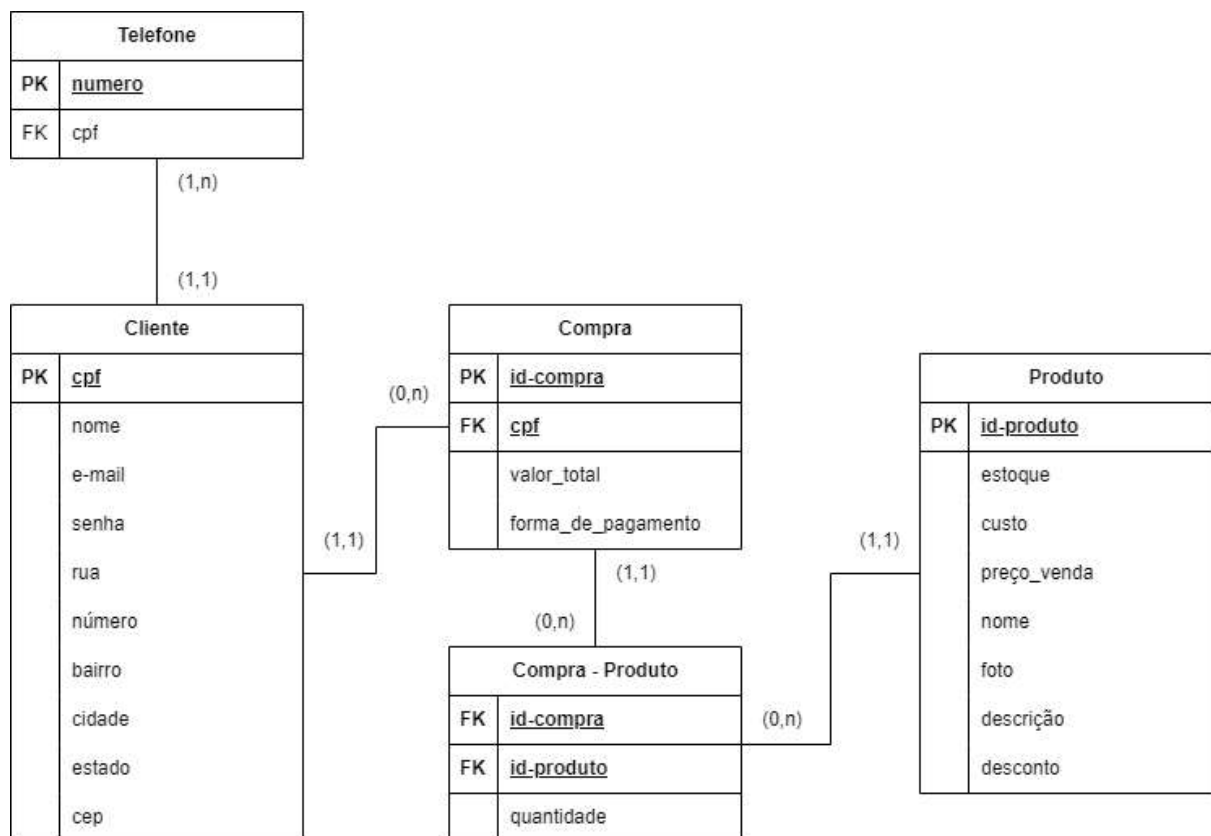 Telefone
PK numero
FK cpf
(1,n)
(1,1)
Cliente
PK cpf
nome
e-mail
senha
rua
número
bairro
cidade
estado
cep
(0,n)
(1,1)
Compra
PK id-compra
FK cpf
valor_total
forma_de_pagamento
(1,1)
(0,n)
Compra - Produto
FK id-compra
FK id-produto
quantidade
(0,n)
(1,1)
Produto
PK id-produto
estoque
custo
preço_venda
nome
foto
descrição
desconto